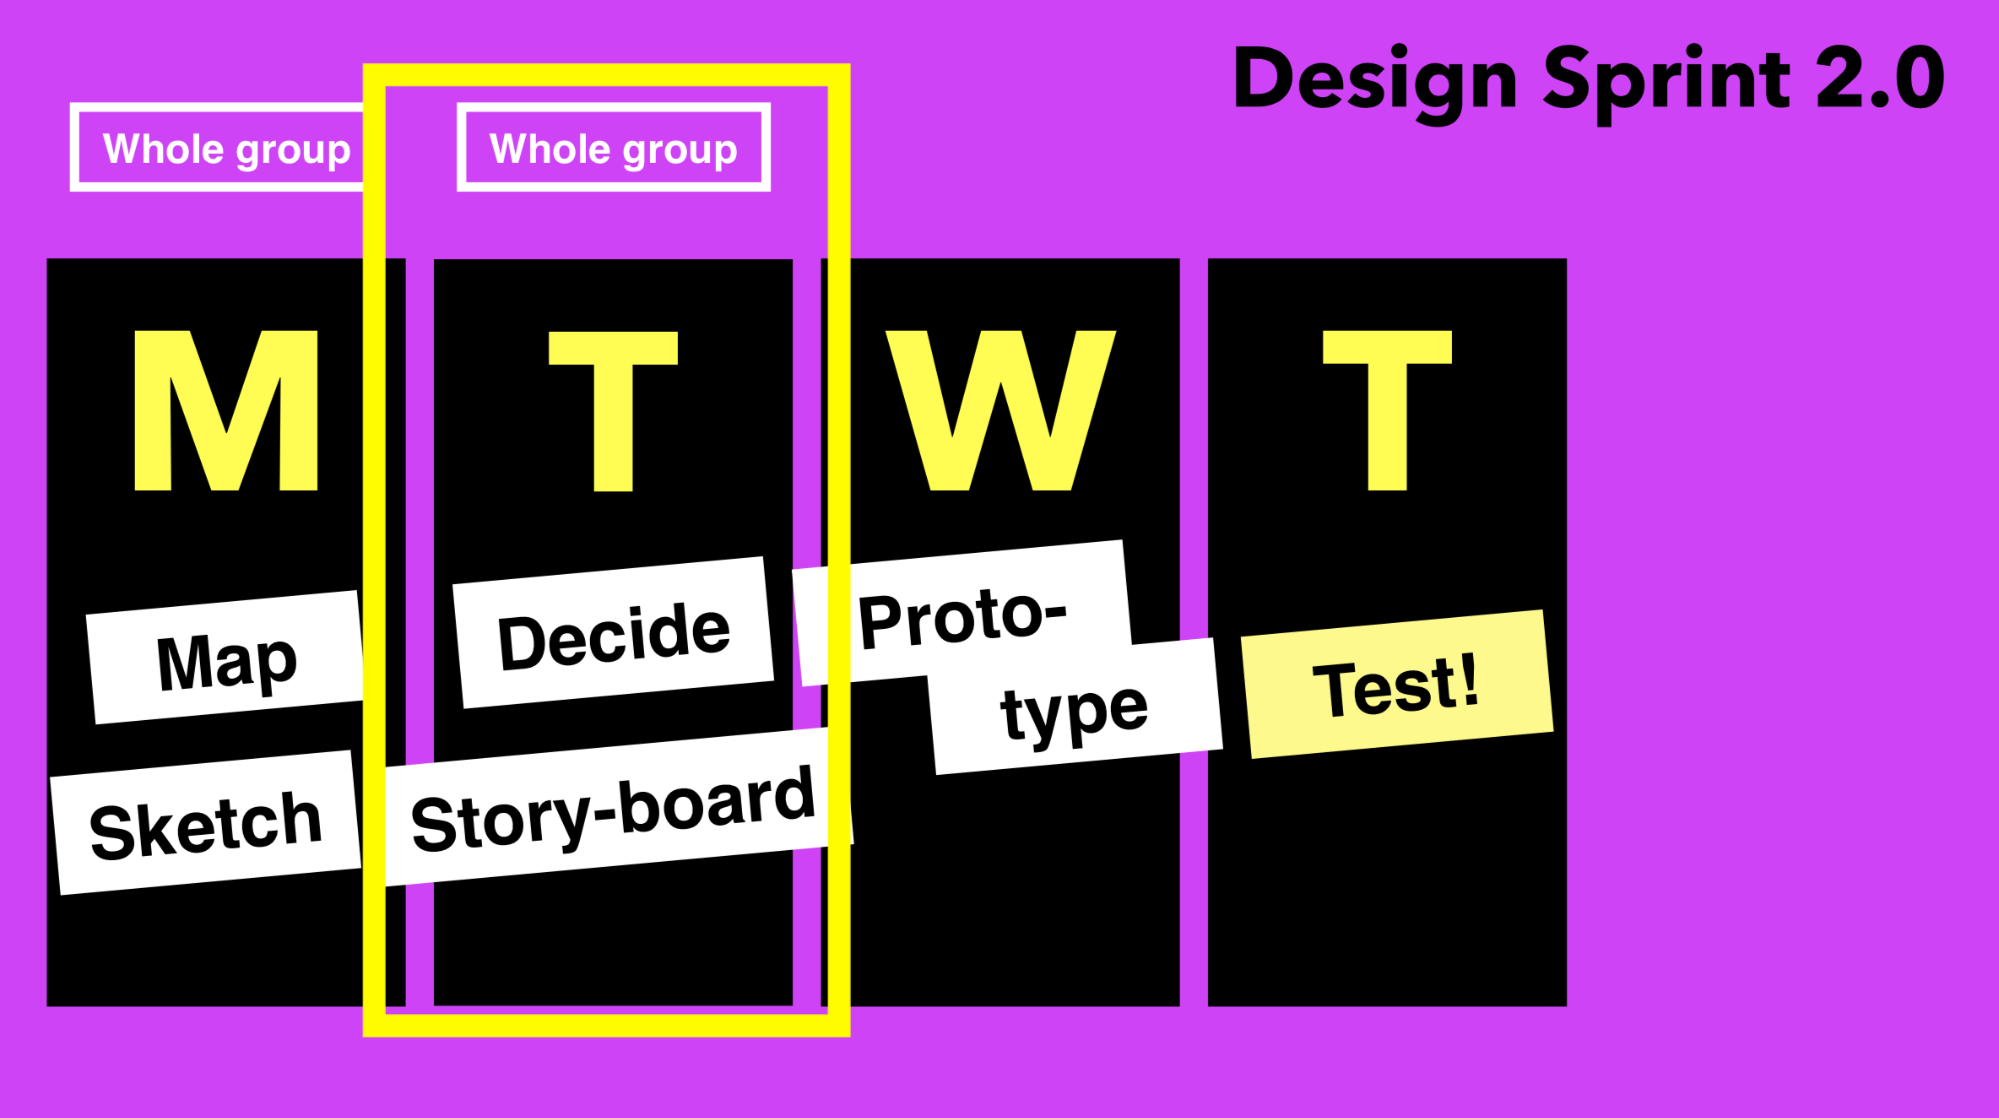 Design Sprint 2.0
Whole group
Whole group
M
T
W
T
Map
Sketch
Decide
Story-board
Proto-
type
Test!